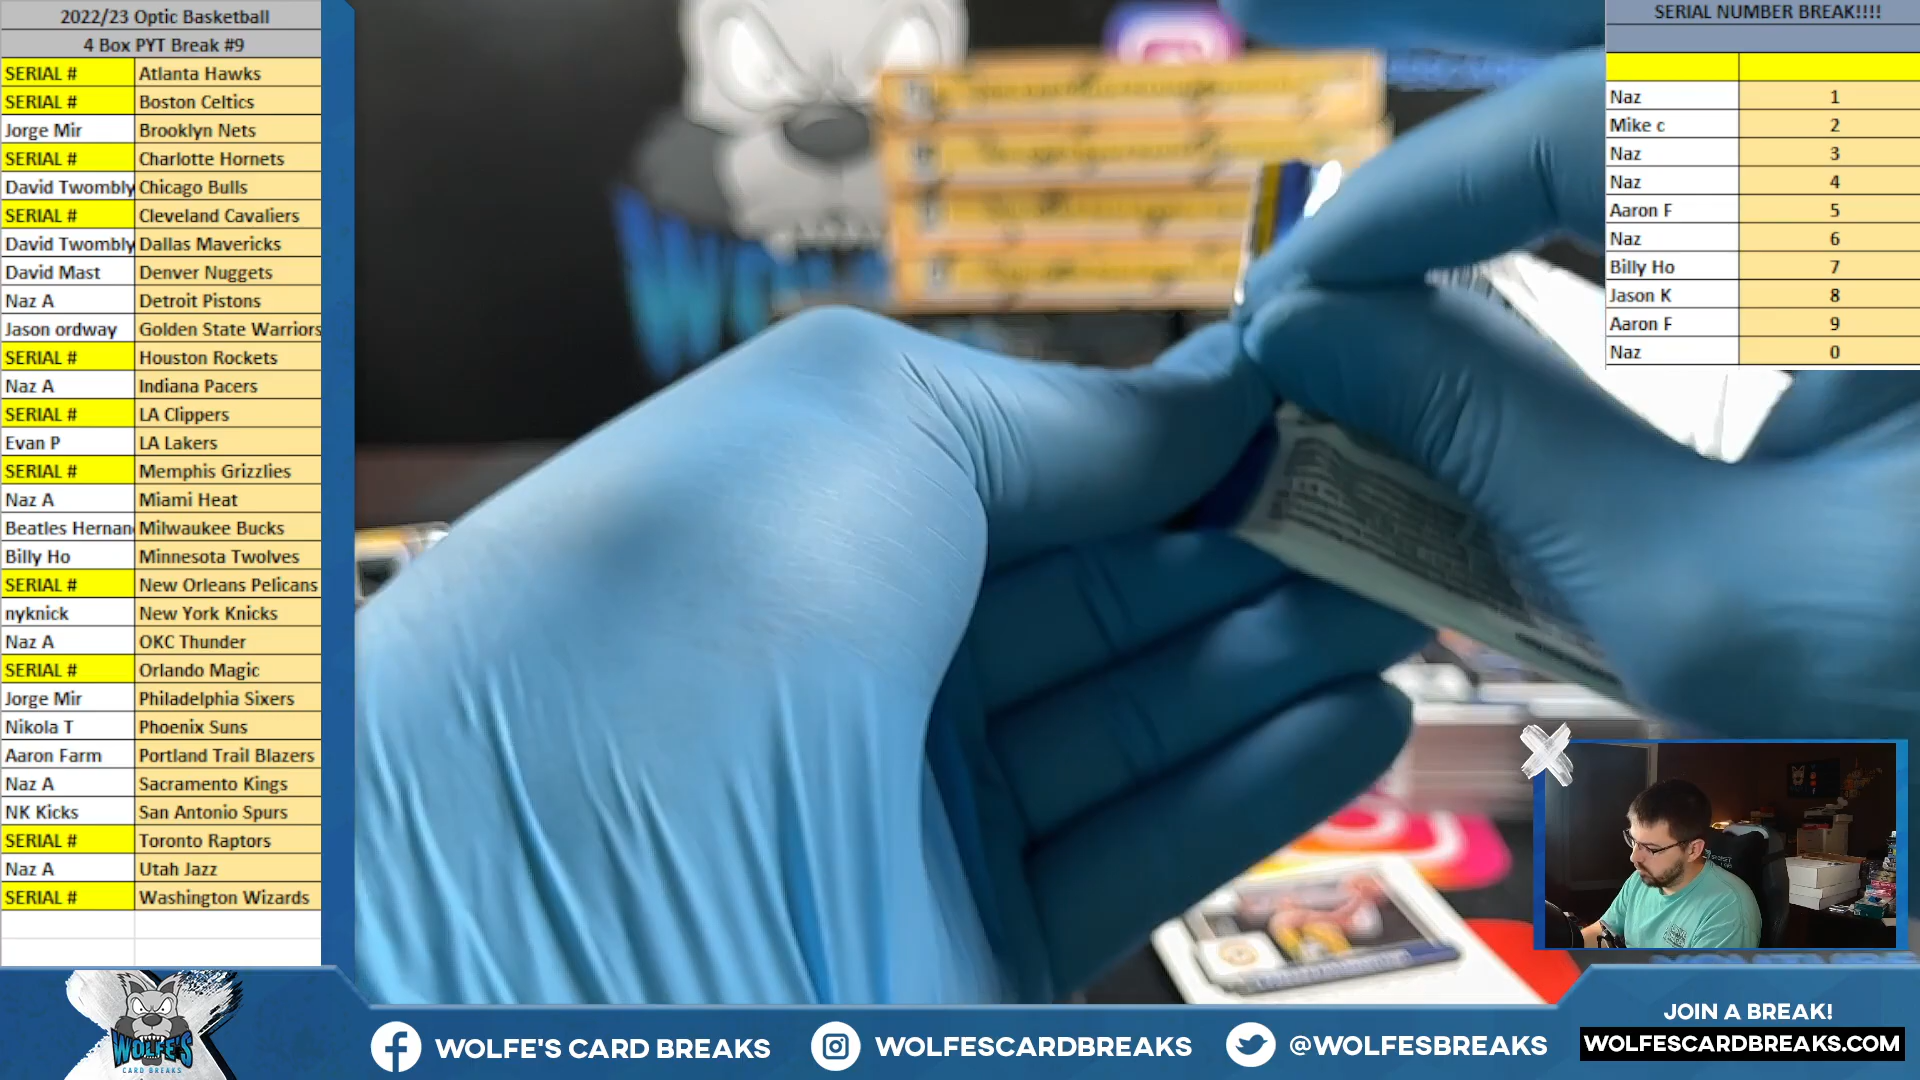 2022/23 Optic Basketball
4 Box PYT Break #9
SERIAL # Atlanta Hawks
SERIAL # Boston Celtics
Jorge Mir Brooklyn Nets
SERIAL # Charlotte Hornets
David Twombly Chicago Bulls
SERIAL # Cleveland Cavaliers
David Twombly Dallas Mavericks
David Mast Denver Nuggets
Naz A Detroit Pistons
Jason ordway Golden State Warriors
SERIAL # Houston Rockets
Naz A Indiana Pacers
SERIAL # LA Clippers
Evan P LA Lakers
SERIAL # Memphis Grizzlies
Naz A Miami Heat
Beatles Hernan Milwaukee Bucks
Billy Ho Minnesota Twolves
SERIAL # New Orleans Pelicans
nyknick New York Knicks
Naz A OKC Thunder
SERIAL # Orlando Magic
Jorge Mir Philadelphia Sixers
Nikola T Phoenix Suns
Aaron Farm Portland Trail Blazers
Naz A Sacramento Kings
NK Kicks San Antonio Spurs
SERIAL # Toronto Raptors
Naz A Utah Jazz
SERIAL # Washington Wizards
SERIAL NUMBER BREAK!!!!
Naz 1
Mike c 2
Naz 3
Naz 4
Aaron F 5
Naz 6
Billy Ho 7
Jason K 8
Aaron F 9
Naz 0
WOLFE'S
CARD BREAKS
WOLFE'S CARD BREAKS
WOLFESCARDBREAKS
@WOLFESBREAKS
JOIN A BREAK!
WOLFESCARDBREAKS.COM